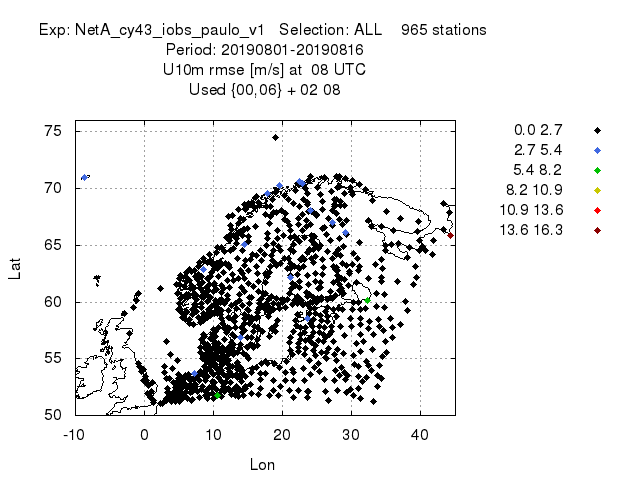 Exp: NetA_cy43_iobs_paulo_v1 Selection: ALL 965 stations
Period: 20190801-20190816
U10m rmse [m/s] at 08 UTC
Used {00,06} + 02 08
0.0 2.7
2.7 5.4
5.4 8.2
8.2 10.9
10.9 13.6
13.6 16.3
75
70
65
60
55
50
Lat
-10 0 10 20 30 40
Lon